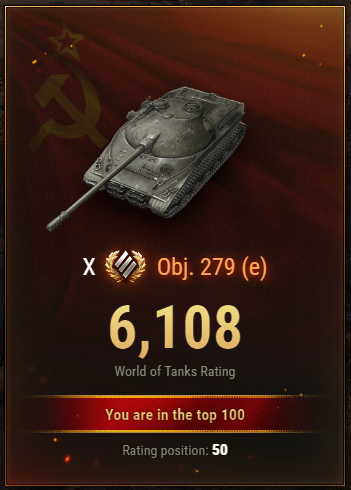 X Obj. 279 (e)
6,108
World of Tanks Rating
You are in the top 100
Rating position: 50